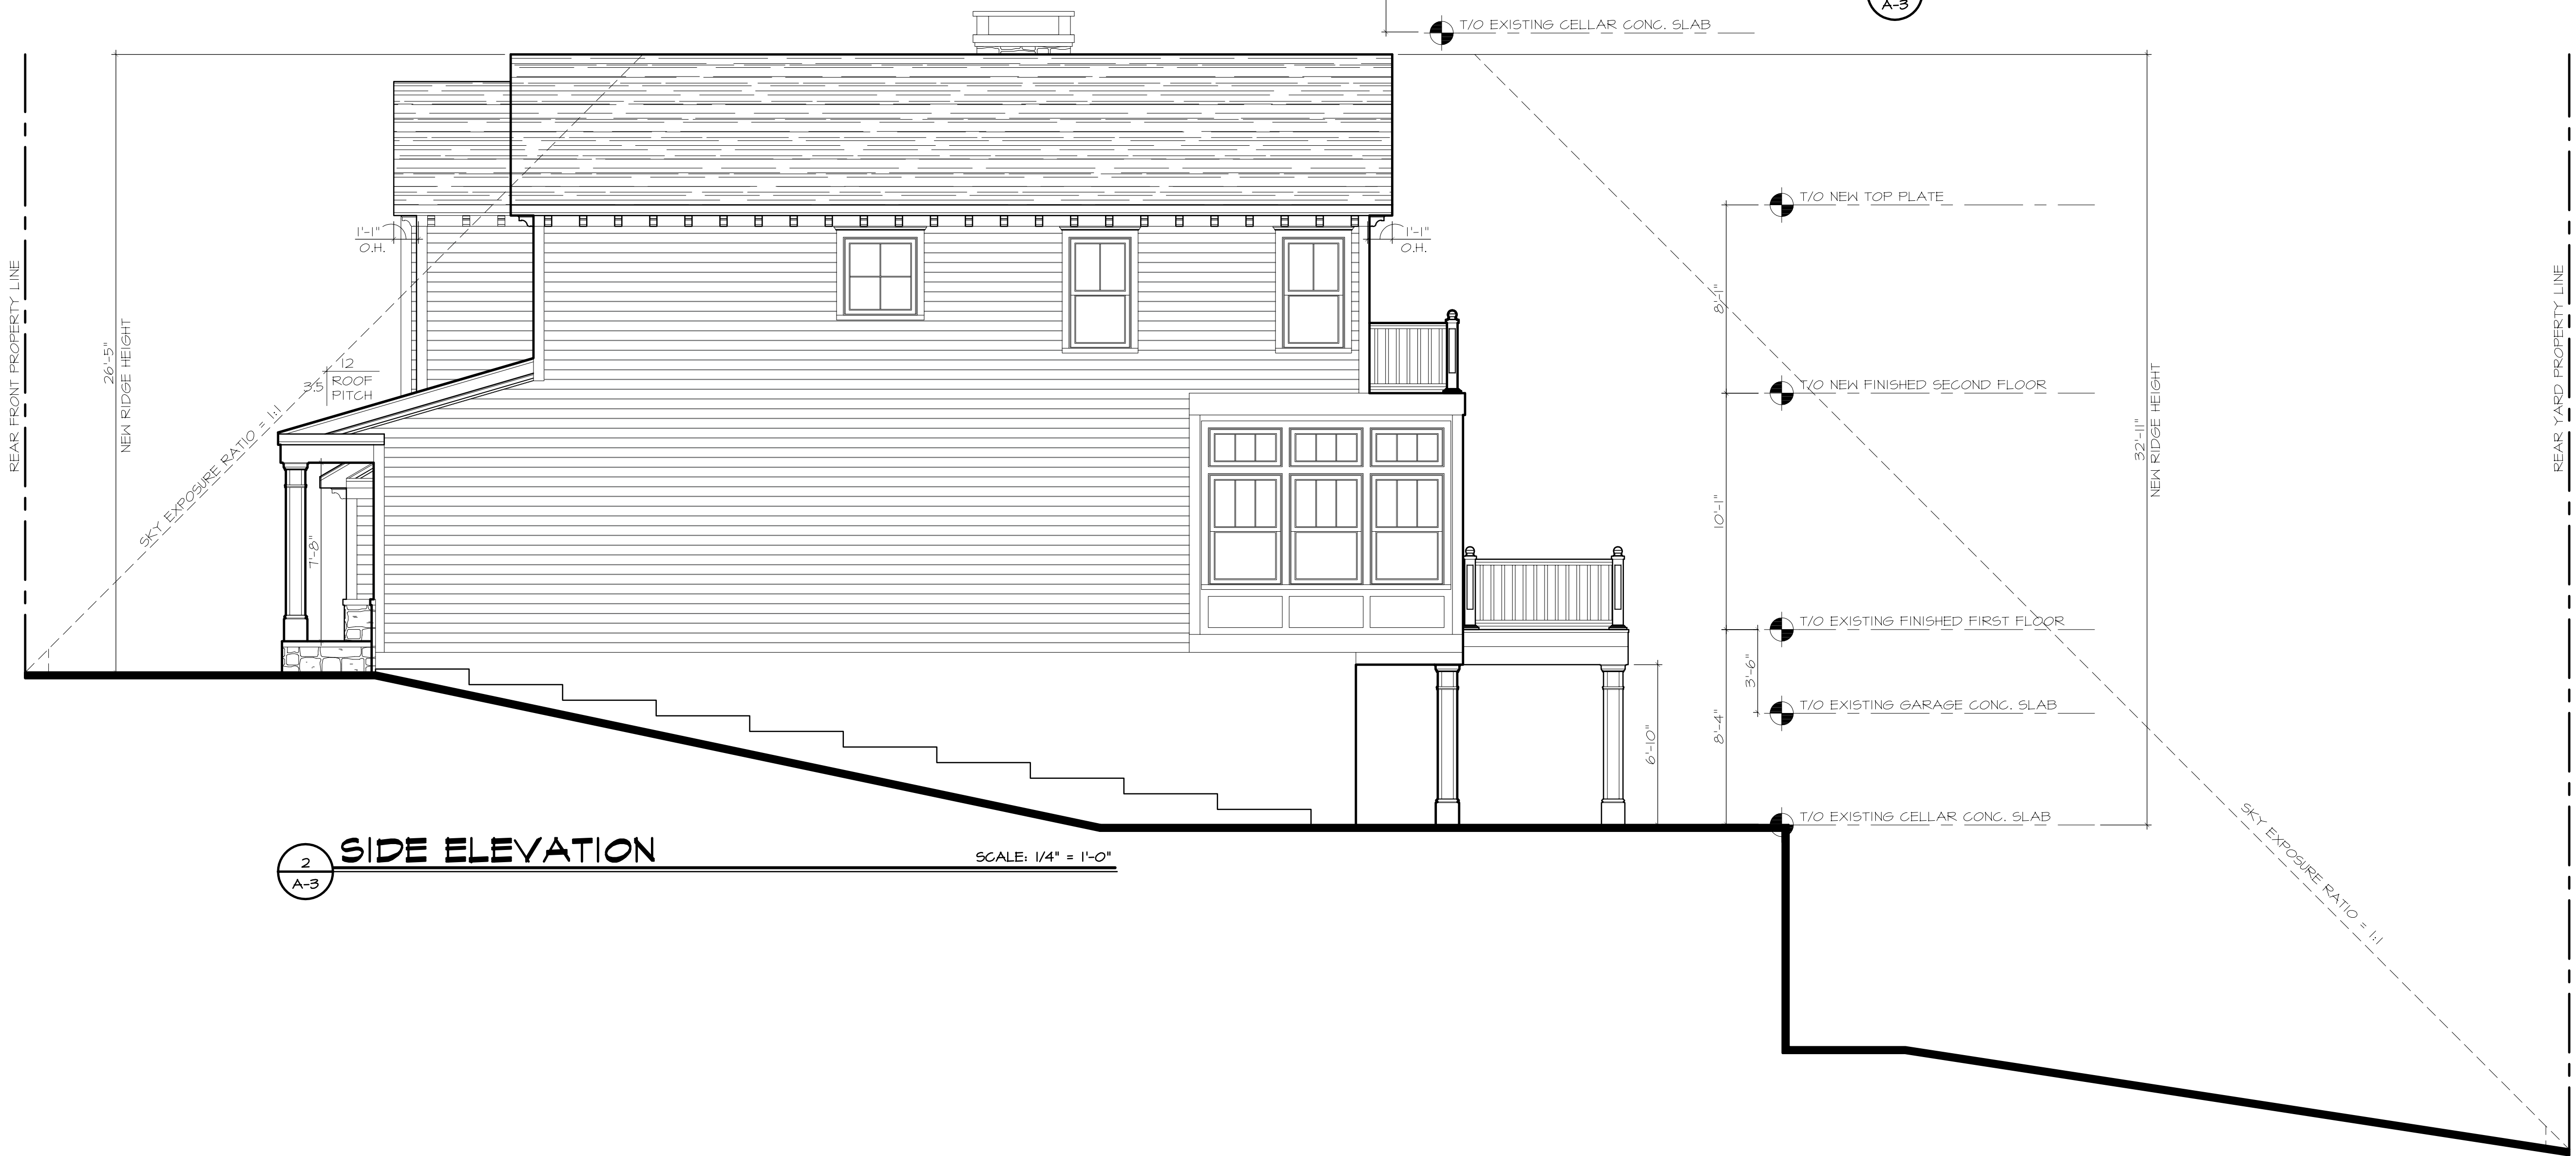 A-3
T/O EXISTING CELLAR CONC. SLAB
T/O NEW TOP PLATE
1'-1"
O.H.
1'-1"
O.H.
REAR FRONT PROPERTY LINE
26'-5"
NEW RIDGE HEIGHT
12
3.5
ROOF
PITCH
SKY EXPOSURE RATIO = 1:1
7'-8"
8'-1"
T/O NEW FINISHED SECOND FLOOR
10'-1"
32'-11"
NEW RIDGE HEIGHT
REAR YARD PROPERTY LINE
T/O EXISTING FINISHED FIRST FLOOR
3'-6"
T/O EXISTING GARAGE CONC. SLAB
6'-10"
8'-4"
T/O EXISTING CELLAR CONC. SLAB
SKY EXPOSURE RATIO = 1:1
2
A-3
SIDE ELEVATION
SCALE: 1/4" = 1'-0"